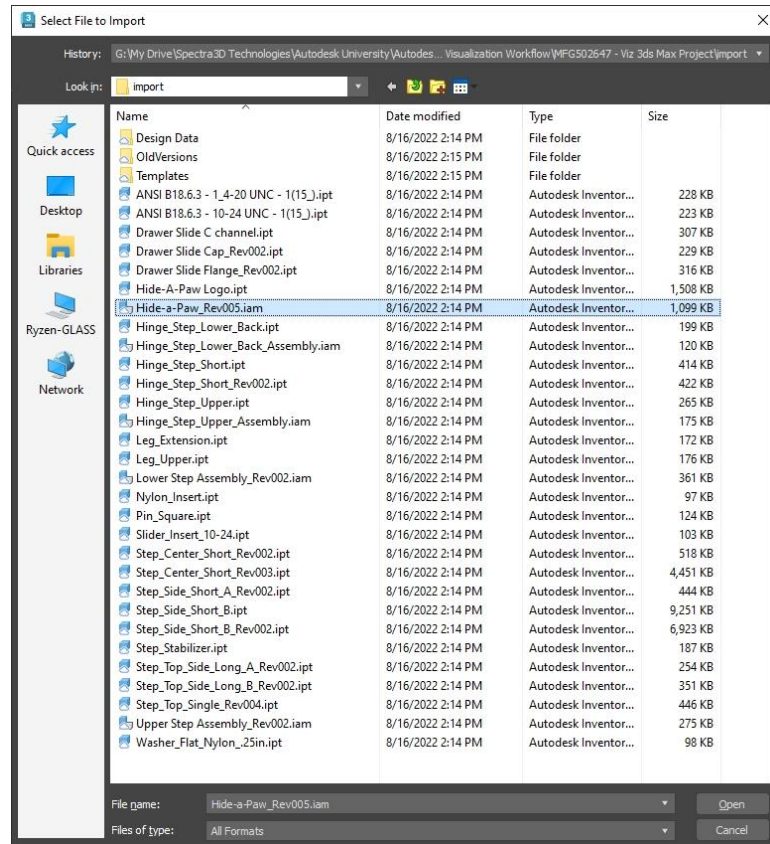 Select File to Import
History: G:\My Drive\Spectra3D Technologies\Autodesk University\Autodes... Visualization Workflow\MFG502647 - Viz 3ds Max Project\import
Look in: import
Name Date modified Type Size
Quick access
Desktop
Libraries
Ryzen-GLASS
Network
Design Data 8/16/2022 2:14 PM File folder
OldVersions 8/16/2022 2:15 PM File folder
Templates 8/16/2022 2:15 PM File folder
ANSI B18.6.3 - 1_4-20 UNC - 1(15_).ipt 8/16/2022 2:14 PM Autodesk Inventor... 228 KB
ANSI B18.6.3 - 10-24 UNC - 1(15_).ipt 8/16/2022 2:14 PM Autodesk Inventor... 223 KB
Drawer Slide C channel.ipt 8/16/2022 2:14 PM Autodesk Inventor... 307 KB
Drawer Slide Cap_Rev002.ipt 8/16/2022 2:14 PM Autodesk Inventor... 229 KB
Drawer Slide Flange_Rev002.ipt 8/16/2022 2:14 PM Autodesk Inventor... 316 KB
Hide-A-Paw Logo.ipt 8/16/2022 2:14 PM Autodesk Inventor... 1,508 KB
Hide-a-Paw_Rev005.iam 8/16/2022 2:14 PM Autodesk Inventor... 1,099 KB
Hinge_Step_Lower_Back.ipt 8/16/2022 2:14 PM Autodesk Inventor... 199 KB
Hinge_Step_Lower_Back_Assembly.iam 8/16/2022 2:14 PM Autodesk Inventor... 120 KB
Hinge_Step_Short.ipt 8/16/2022 2:14 PM Autodesk Inventor... 414 KB
Hinge_Step_Short_Rev002.ipt 8/16/2022 2:14 PM Autodesk Inventor... 422 KB
Hinge_Step_Upper.ipt 8/16/2022 2:14 PM Autodesk Inventor... 265 KB
Hinge_Step_Upper_Assembly.iam 8/16/2022 2:14 PM Autodesk Inventor... 175 KB
Leg_Extension.ipt 8/16/2022 2:14 PM Autodesk Inventor... 172 KB
Leg_Upper.ipt 8/16/2022 2:14 PM Autodesk Inventor... 176 KB
Lower Step Assembly_Rev002.iam 8/16/2022 2:14 PM Autodesk Inventor... 361 KB
Nylon_Insert.ipt 8/16/2022 2:14 PM Autodesk Inventor... 97 KB
Pin_Square.ipt 8/16/2022 2:14 PM Autodesk Inventor... 124 KB
Slider_Insert_10-24.ipt 8/16/2022 2:14 PM Autodesk Inventor... 103 KB
Step_Center_Short_Rev002.ipt 8/16/2022 2:14 PM Autodesk Inventor... 518 KB
Step_Center_Short_Rev003.ipt 8/16/2022 2:14 PM Autodesk Inventor... 4,451 KB
Step_Side_Short_A_Rev002.ipt 8/16/2022 2:14 PM Autodesk Inventor... 444 KB
Step_Side_Short_B.ipt 8/16/2022 2:14 PM Autodesk Inventor... 9,251 KB
Step_Side_Short_B_Rev002.ipt 8/16/2022 2:14 PM Autodesk Inventor... 6,923 KB
Step_Stabilizer.ipt 8/16/2022 2:14 PM Autodesk Inventor... 187 KB
Step_Top_Side_Long_A_Rev002.ipt 8/16/2022 2:14 PM Autodesk Inventor... 254 KB
Step_Top_Side_Long_B_Rev002.ipt 8/16/2022 2:14 PM Autodesk Inventor... 351 KB
Step_Top_Single_Rev004.ipt 8/16/2022 2:14 PM Autodesk Inventor... 446 KB
Upper Step Assembly_Rev002.iam 8/16/2022 2:14 PM Autodesk Inventor... 275 KB
Washer_Flat_Nylon_.25in.ipt 8/16/2022 2:14 PM Autodesk Inventor... 98 KB
File name: Hide-a-Paw_Rev005.iam Open
Files of type: All Formats Cancel